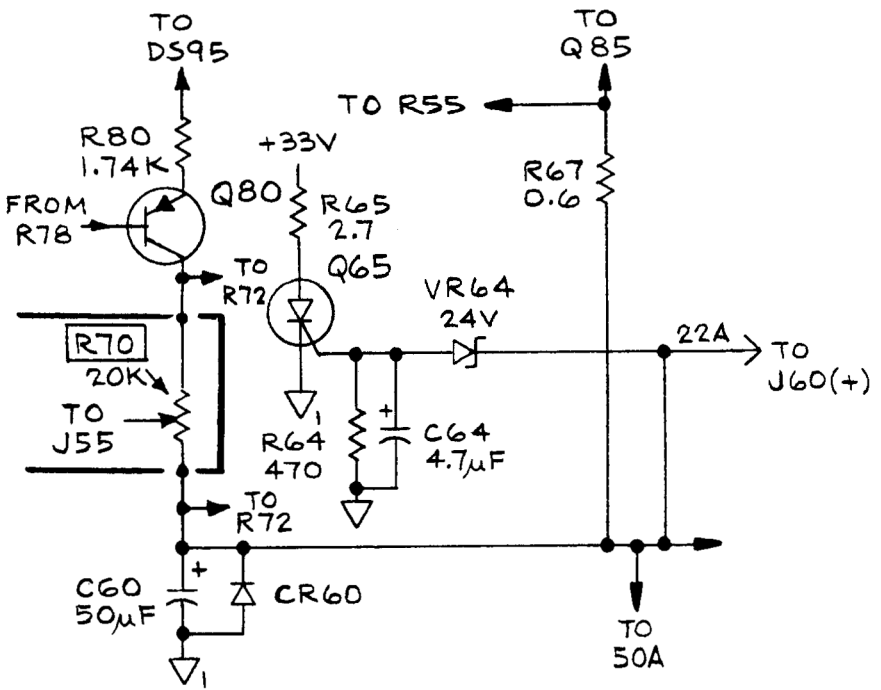 TO
DS95
R80
1.74K
Q80
FROM
R78
TO
R72
R70
20K
TO
J55
TO
R72
C60
+
50µF
CR60
1
+33V
R65
2.7
Q65
1
VR64
24V
R64
470
+
C64
4.7µF
TO
Q85
TO R55
R67
0.6
22A
TO
J60(+)
TO
50A